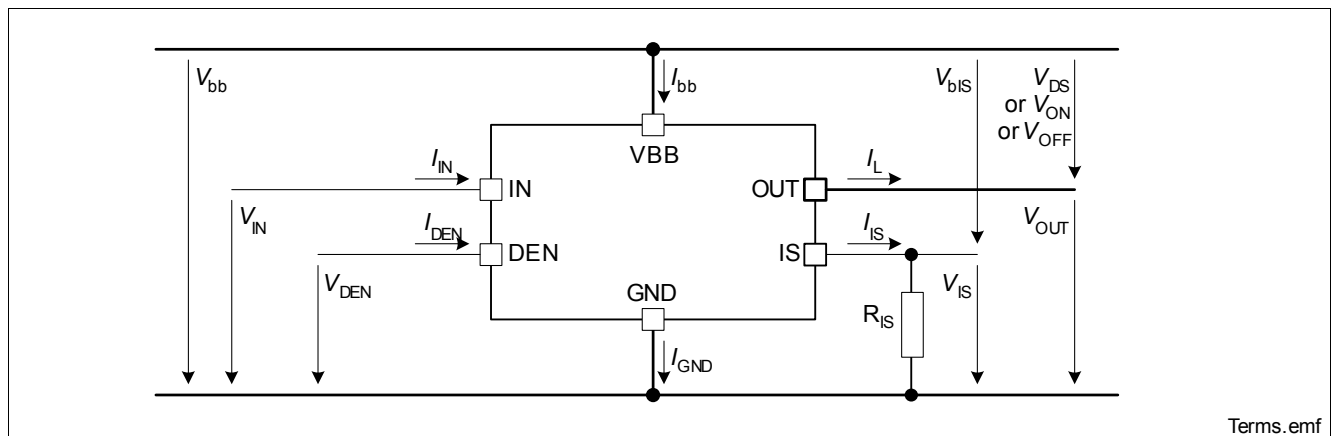 Vbb
Ibb
VbIS
VDS
or VON
or VOFF
VBB
IIN
IN
OUT
IL
VIN
IDEN
DEN
IS
IIS
VOUT
VDEN
GND
VIS
RIS
IGND
Terms.emf